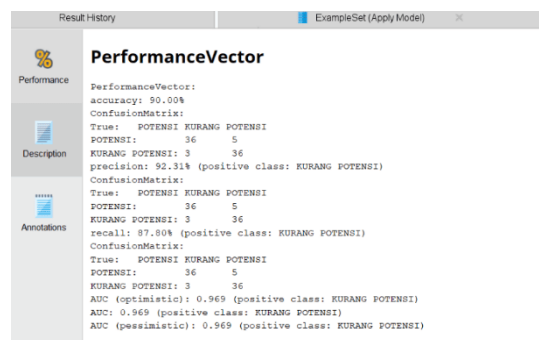 Result History
ExampleSet (Apply Model)
%
Performance
Description
Annotations
PerformanceVector
PerformanceVector:
accuracy: 90.00%
ConfusionMatrix:
True: POTENSI KURANG POTENSI
POTENSI: 36 5
KURANG POTENSI: 3 36
precision: 92.31% (positive class: KURANG POTENSI)
ConfusionMatrix:
True: POTENSI KURANG POTENSI
POTENSI: 36 5
KURANG POTENSI: 3 36
recall: 87.80% (positive class: KURANG POTENSI)
ConfusionMatrix:
True: POTENSI KURANG POTENSI
POTENSI: 36 5
KURANG POTENSI: 3 36
AUC (optimistic): 0.969 (positive class: KURANG POTENSI)
AUC: 0.969 (positive class: KURANG POTENSI)
AUC (pessimistic): 0.969 (positive class: KURANG POTENSI)